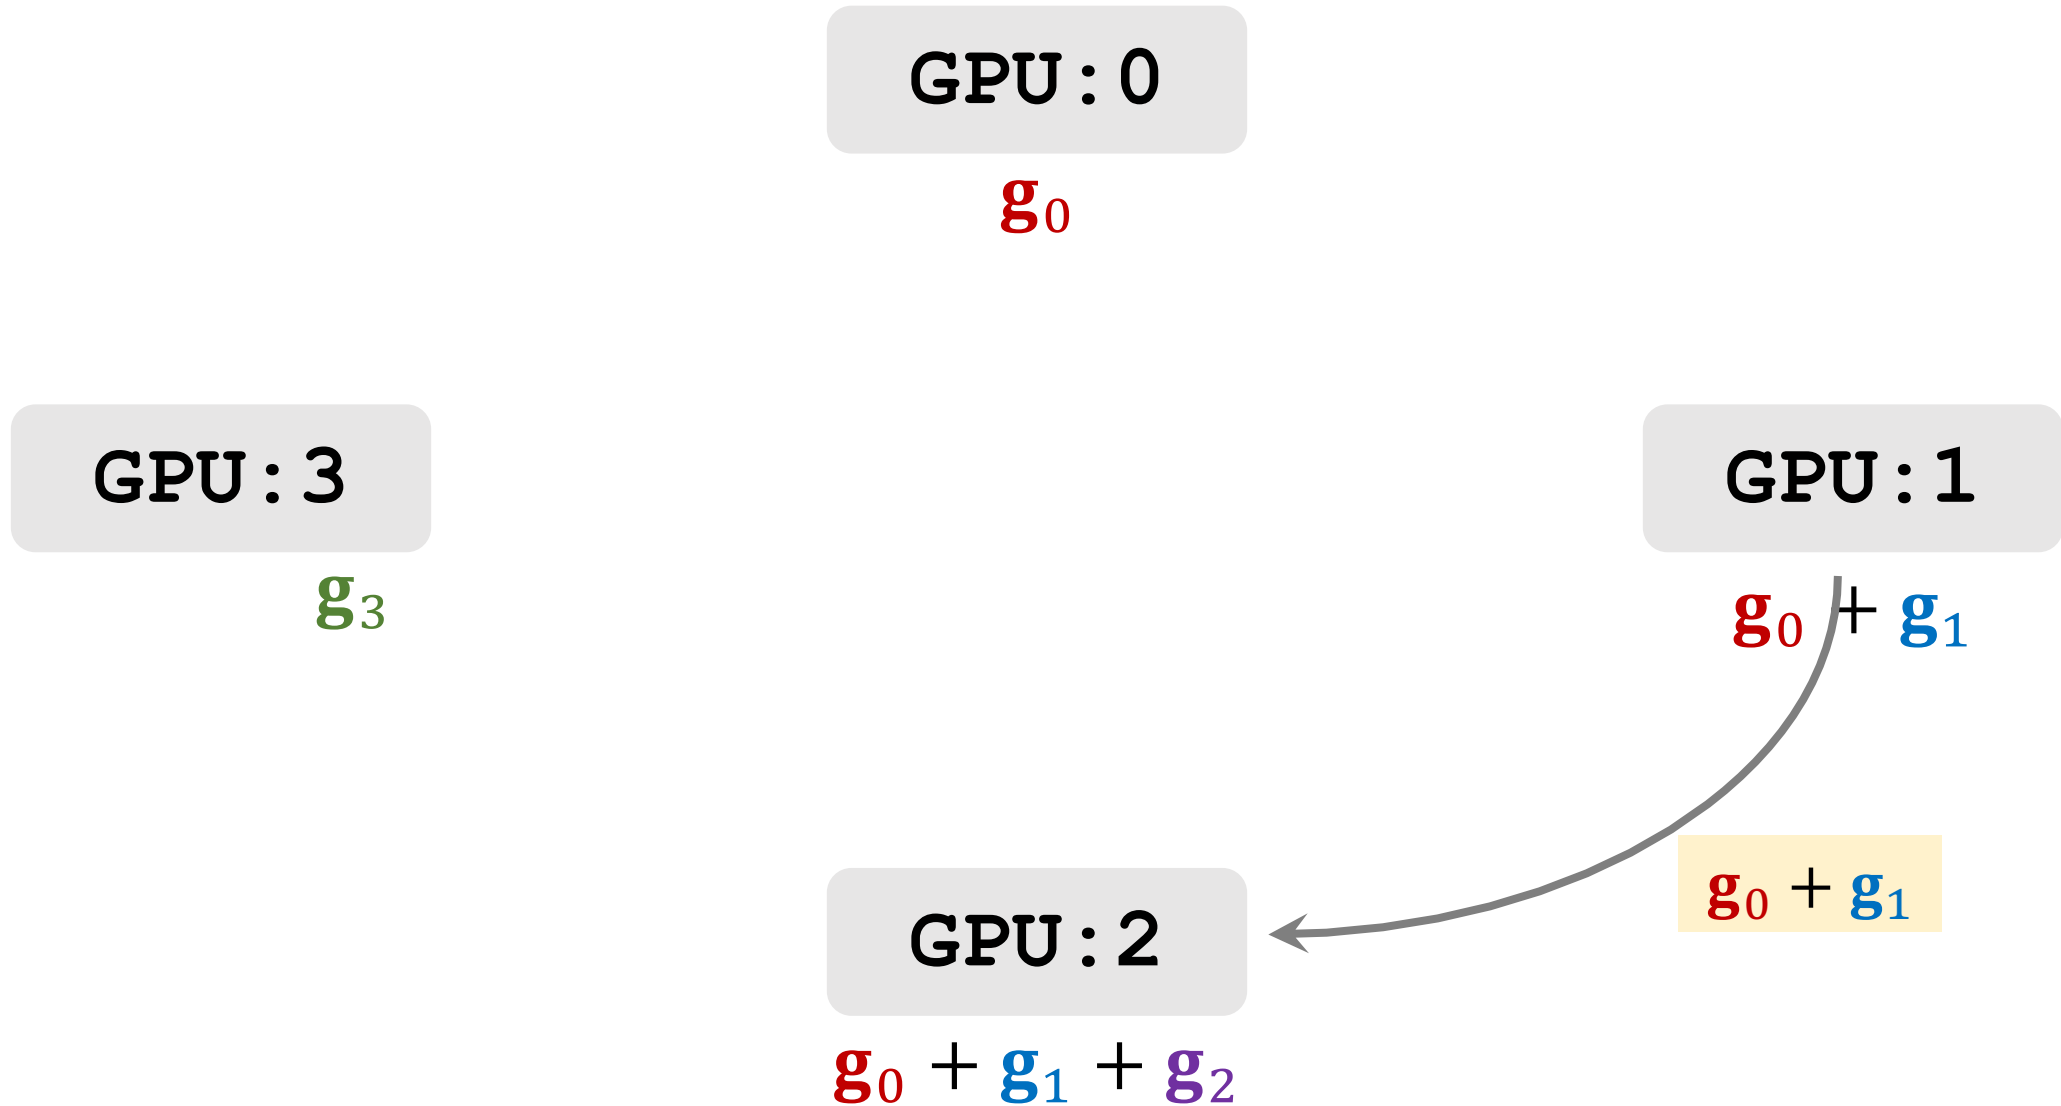 GPU:0
g₀
GPU:3
GPU:1
g₃
g₀ + g₁
g₀ + g₁
GPU:2
g₀ + g₁ + g₂